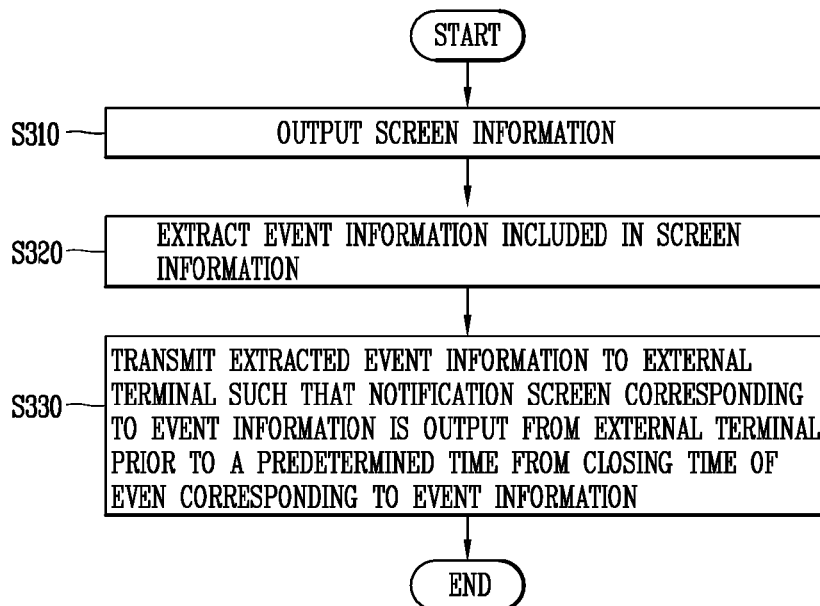 START
S310
OUTPUT SCREEN INFORMATION
S320
EXTRACT EVENT INFORMATION INCLUDED IN SCREEN
INFORMATION
S330
TRANSMIT EXTRACTED EVENT INFORMATION TO EXTERNAL
TERMINAL SUCH THAT NOTIFICATION SCREEN CORRESPONDING
TO EVENT INFORMATION IS OUTPUT FROM EXTERNAL TERMINAL
PRIOR TO A PREDETERMINED TIME FROM CLOSING TIME OF
EVEN CORRESPONDING TO EVENT INFORMATION
END